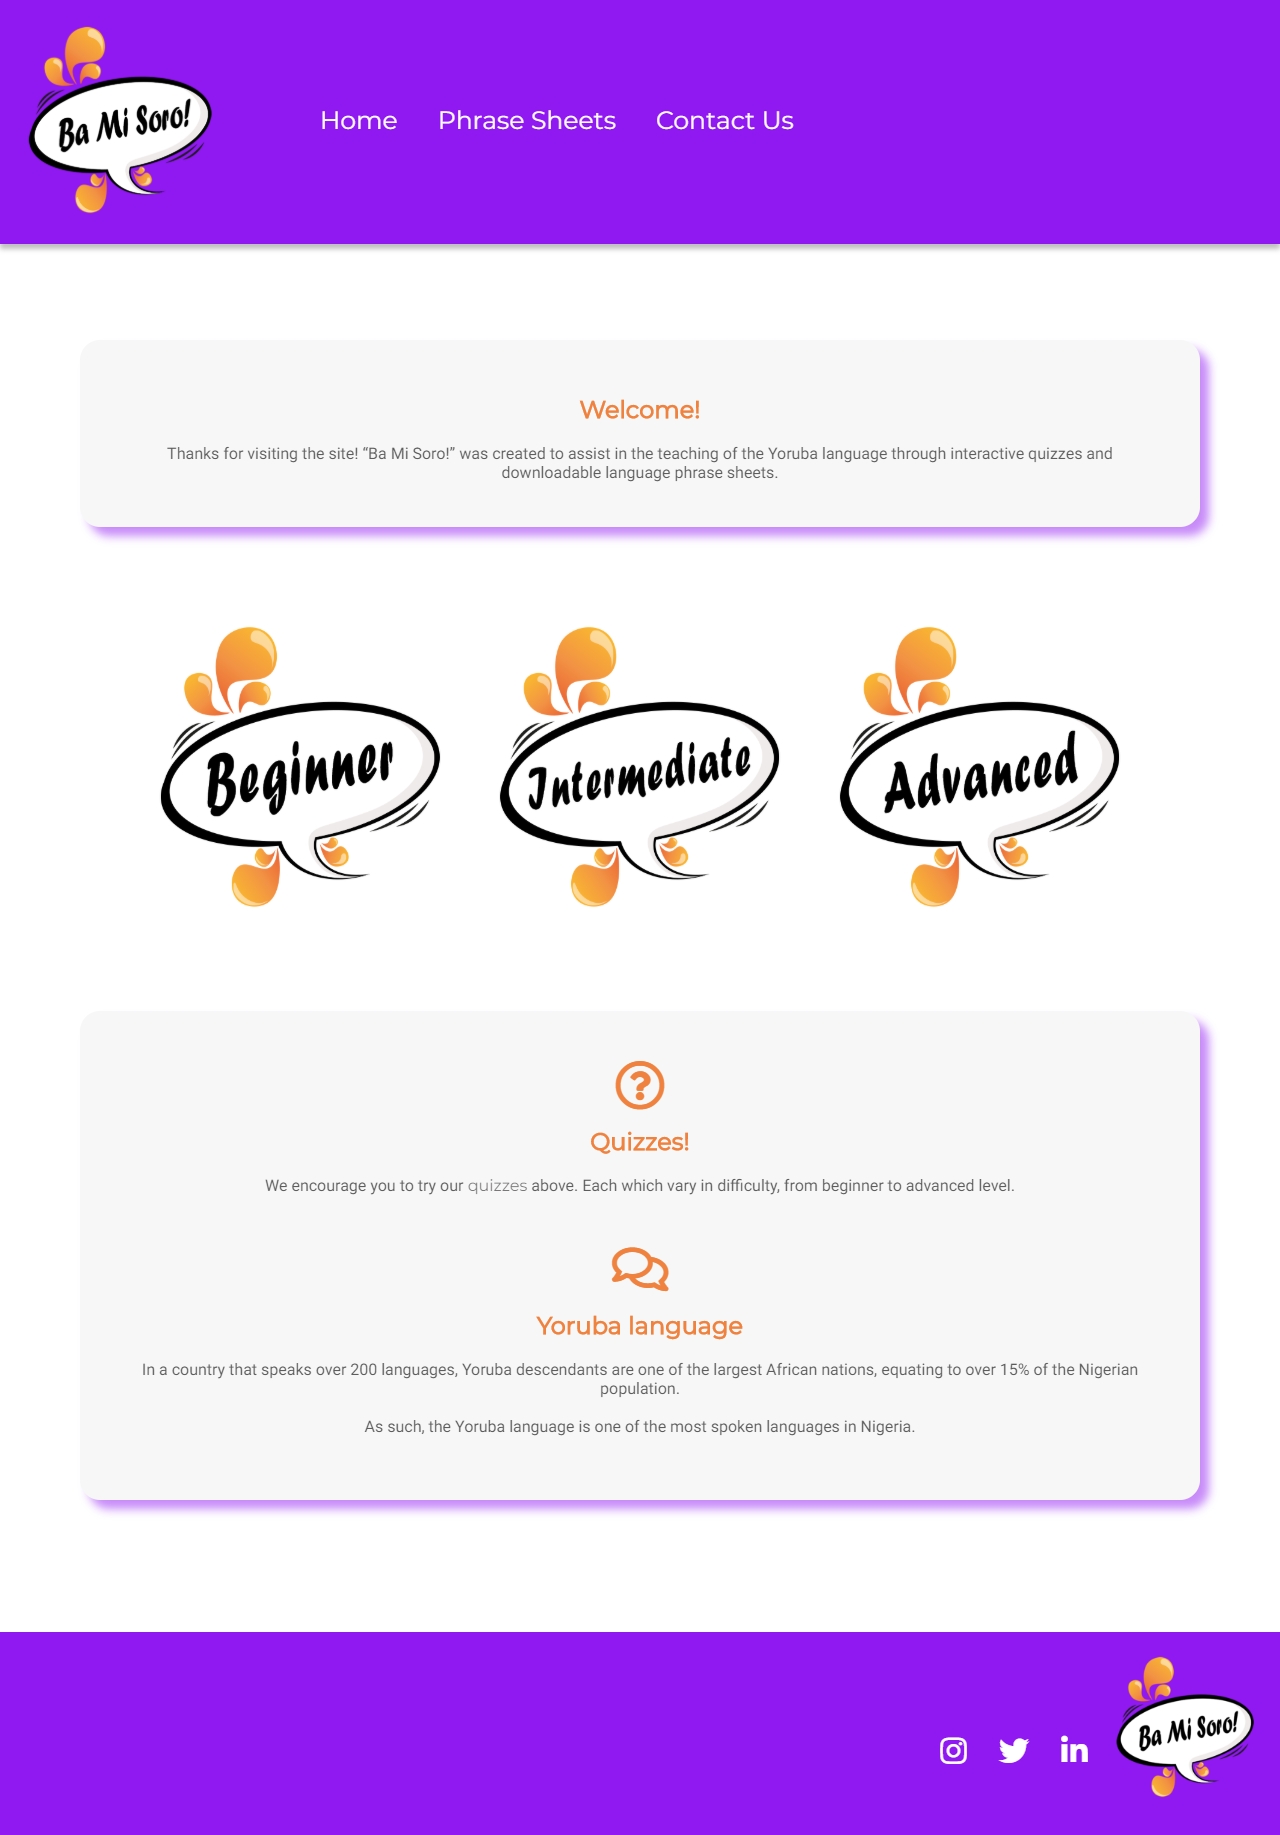 Ba Mi Soro!
Home Phrase Sheets Contact Us
Welcome!
Thanks for visiting the site! “Ba Mi Soro!” was created to assist in the teaching of the Yoruba language through interactive quizzes and
downloadable language phrase sheets.
Beginner
Intermediate
Advanced
Quizzes!
We encourage you to try our quizzes above. Each which vary in difficulty, from beginner to advanced level.
Yoruba language
In a country that speaks over 200 languages, Yoruba descendants are one of the largest African nations, equating to over 15% of the Nigerian
population.
As such, the Yoruba language is one of the most spoken languages in Nigeria.
Ba Mi Soro!